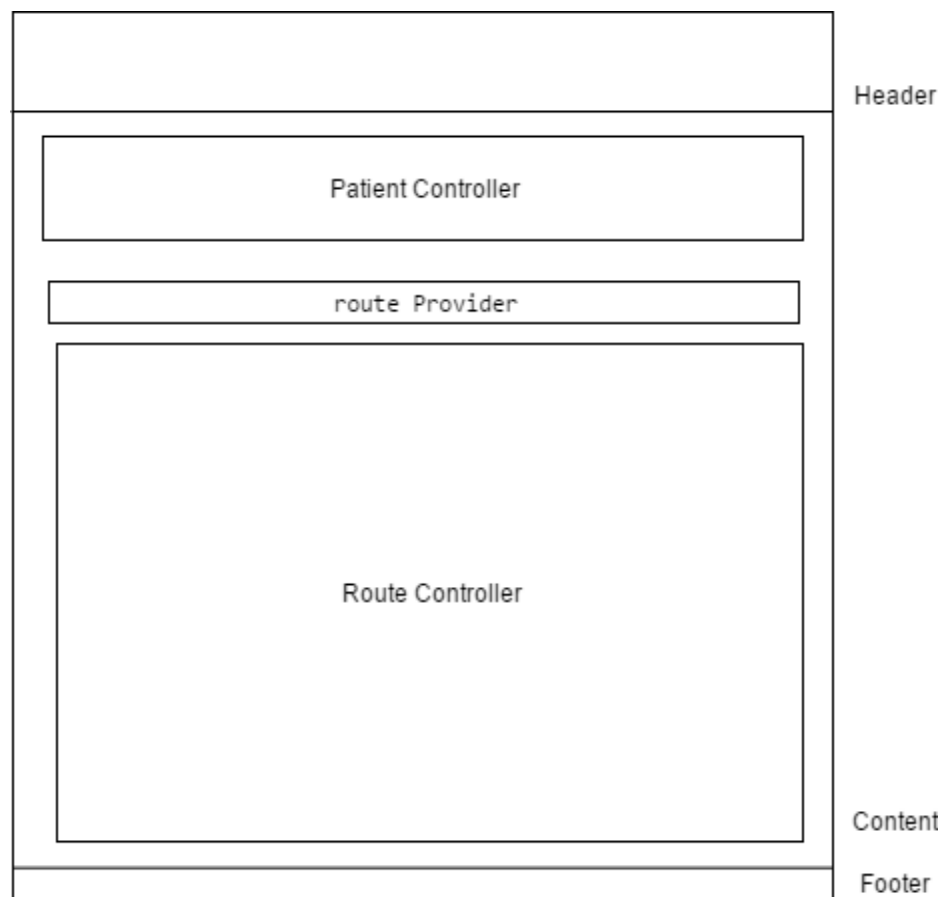 Header
Patient Controller
route Provider
Route Controller
Content
Footer